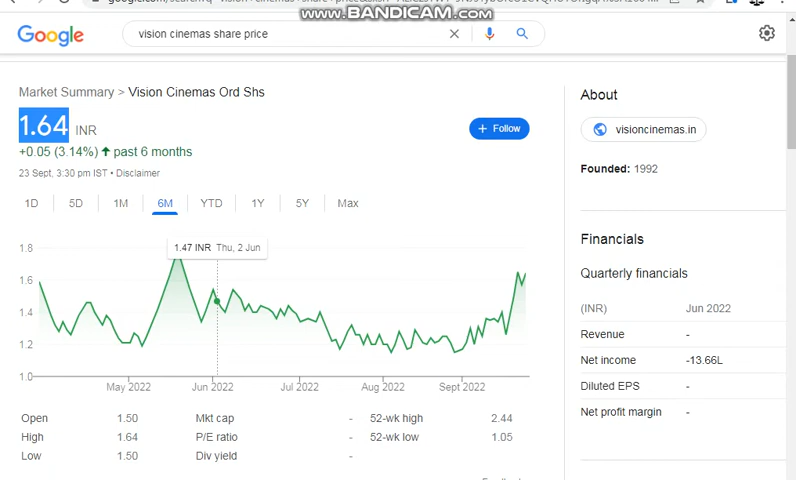 www.BANDICAM.com
Google
vision cinemas share price
Market Summary > Vision Cinemas Ord Shs
1.64 INR
Follow
+0.05 (3.14%) past 6 months
23 Sept, 3:30 pm IST • Disclaimer
1D 5D 1M 6M YTD 1Y 5Y Max
1.47 INR Thu, 2 Jun
1.8
1.6
1.4
1.2
1.0
May 2022 Jun 2022 Jul 2022 Aug 2022 Sept 2022
Open 1.50 Mkt cap - 52-wk high 2.44
High 1.64 P/E ratio - 52-wk low 1.05
Low 1.50 Div yield -
About
visioncinemas.in
Founded: 1992
Financials
Quarterly financials
(INR) Jun 2022
Revenue -
Net income -13.66L
Diluted EPS -
Net profit margin -